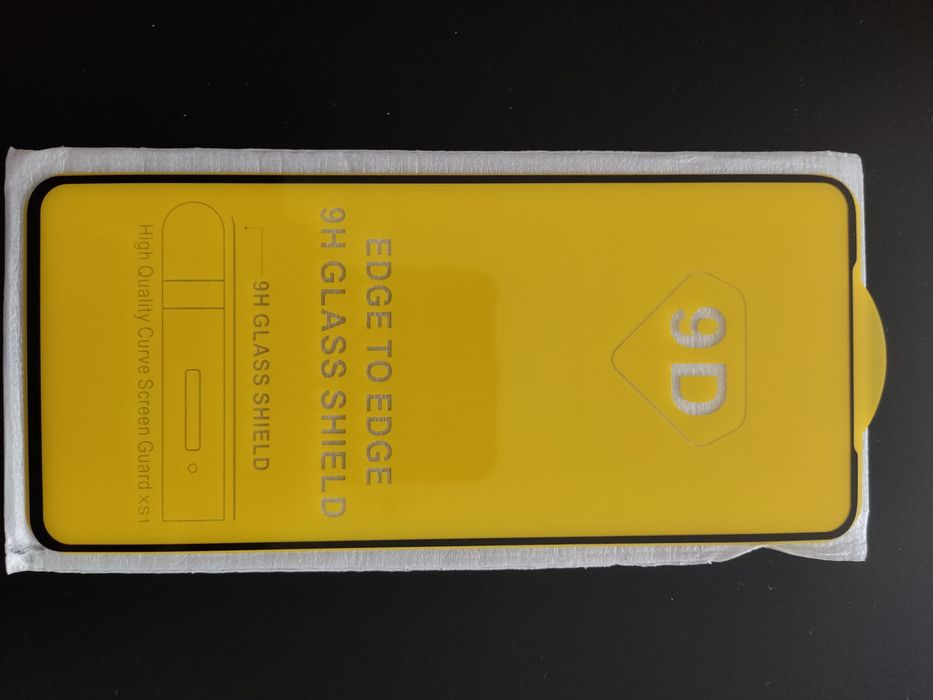 9D
EDGE TO EDGE
9H GLASS SHIELD
9H GLASS SHIELD
High Quality Curve Screen Guard XS1